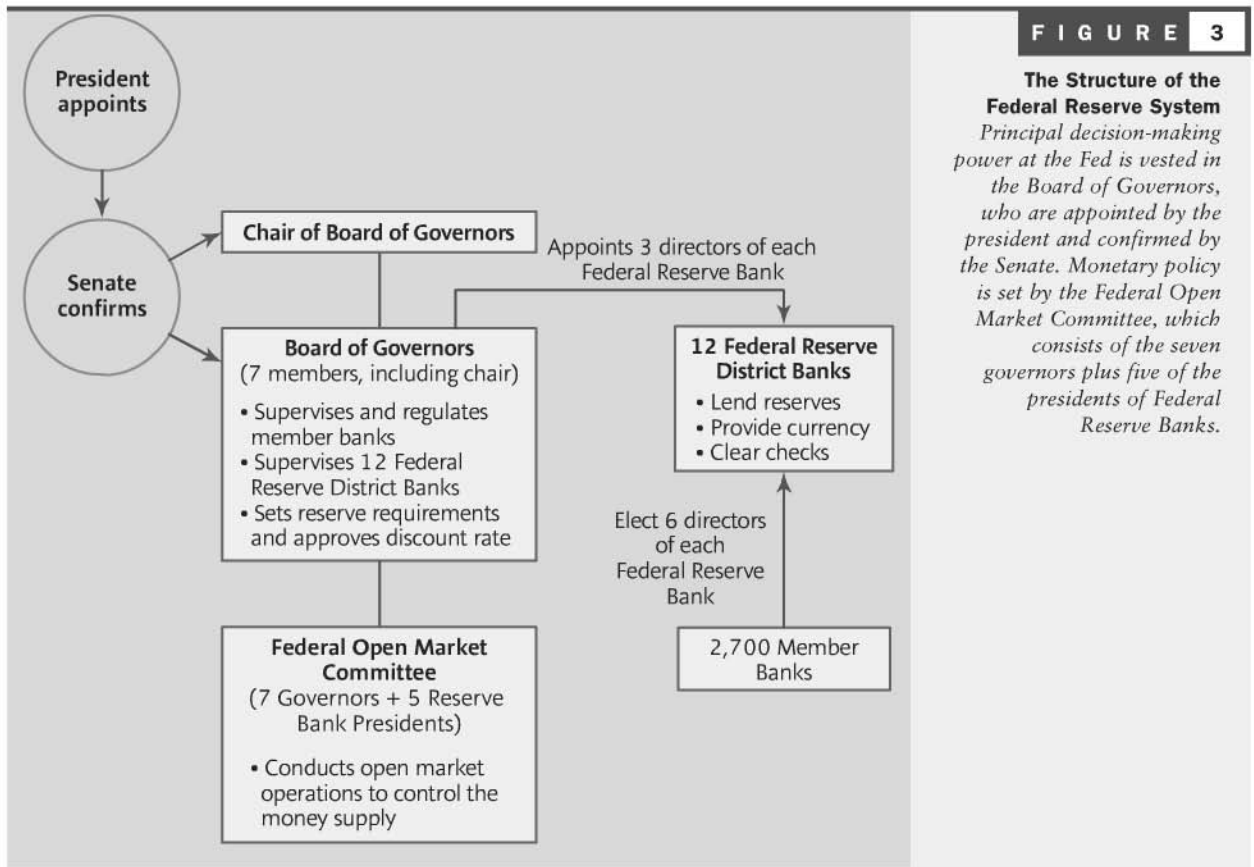 President
appoints
Senate
confirms
Chair of Board of Governors
Appoints 3 directors of each
Federal Reserve Bank
Board of Governors
(7 members, including chair)
• Supervises and regulates
member banks
• Supervises 12 Federal
Reserve District Banks
• Sets reserve requirements
and approves discount rate
12 Federal Reserve
District Banks
• Lend reserves
• Provide currency
• Clear checks
Elect 6 directors
of each
Federal Reserve
Bank
2,700 Member
Banks
Federal Open Market
Committee
(7 Governors + 5 Reserve
Bank Presidents)
• Conducts open market
operations to control the
money supply
FIGURE 3
The Structure of the
Federal Reserve System
Principal decision-making
power at the Fed is vested in
the Board of Governors,
who are appointed by the
president and confirmed by
the Senate. Monetary policy
is set by the Federal Open
Market Committee, which
consists of the seven
governors plus five of the
presidents of Federal
Reserve Banks.